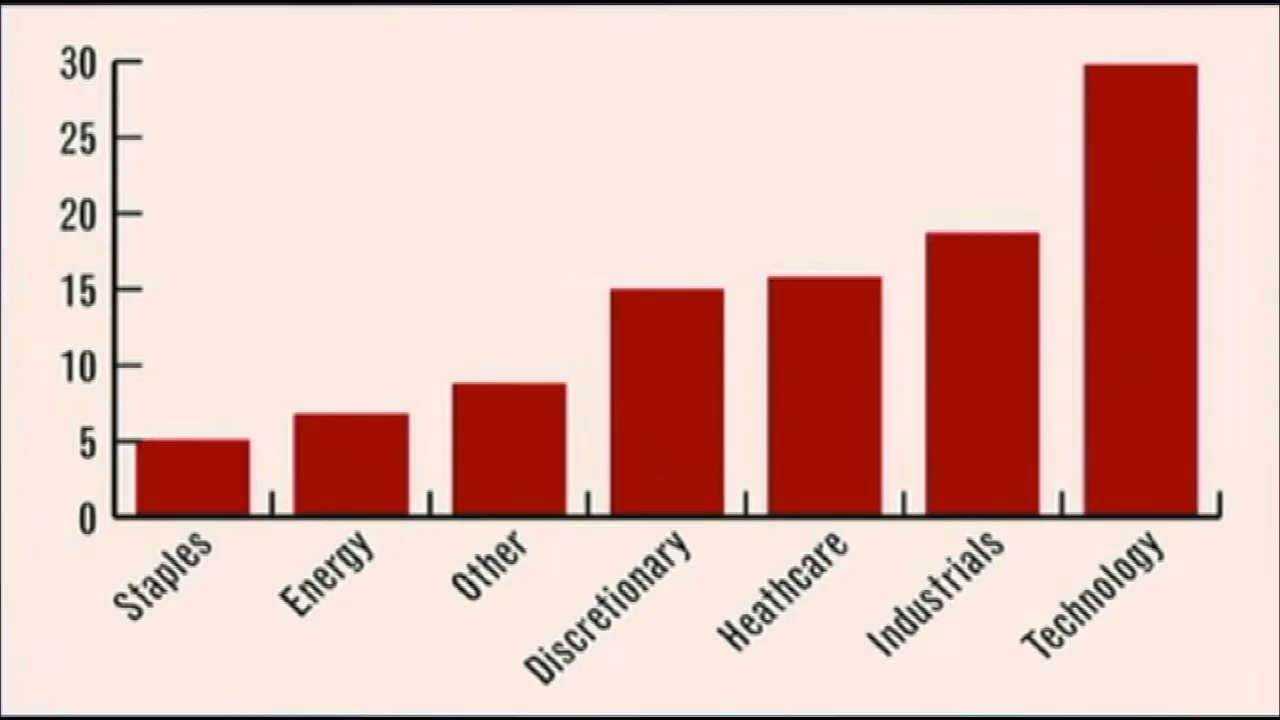 30
25
20
15
10
5
0
Staples
Energy
Other
Discretionary
Heathcare
Industrials
Technology